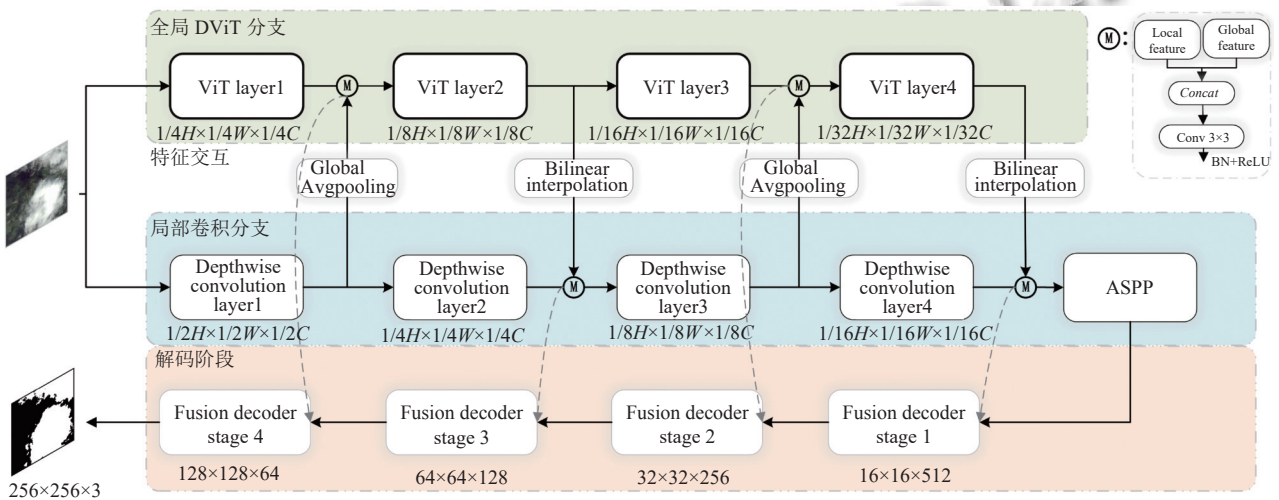 全局 DViT 分支
ViT layer1
M
ViT layer2
ViT layer3
M
ViT layer4
1/4H×1/4W×1/4C
1/8H×1/8W×1/8C
1/16H×1/16W×1/16C
1/32H×1/32W×1/32C
M:
Local
feature
Global
feature
Concat
Conv 3×3
BN+ReLU
特征交互
Global
Avgpooling
Bilinear
interpolation
Global
Avgpooling
Bilinear
interpolation
局部卷积分支
Depthwise
convolution
layer1
Depthwise
convolution
layer2
M
Depthwise
convolution
layer3
Depthwise
convolution
layer4
M
ASPP
1/2H×1/2W×1/2C
1/4H×1/4W×1/4C
1/8H×1/8W×1/8C
1/16H×1/16W×1/16C
解码阶段
Fusion decoder
stage 4
Fusion decoder
stage 3
Fusion decoder
stage 2
Fusion decoder
stage 1
128×128×64
64×64×128
32×32×256
16×16×512
256×256×3